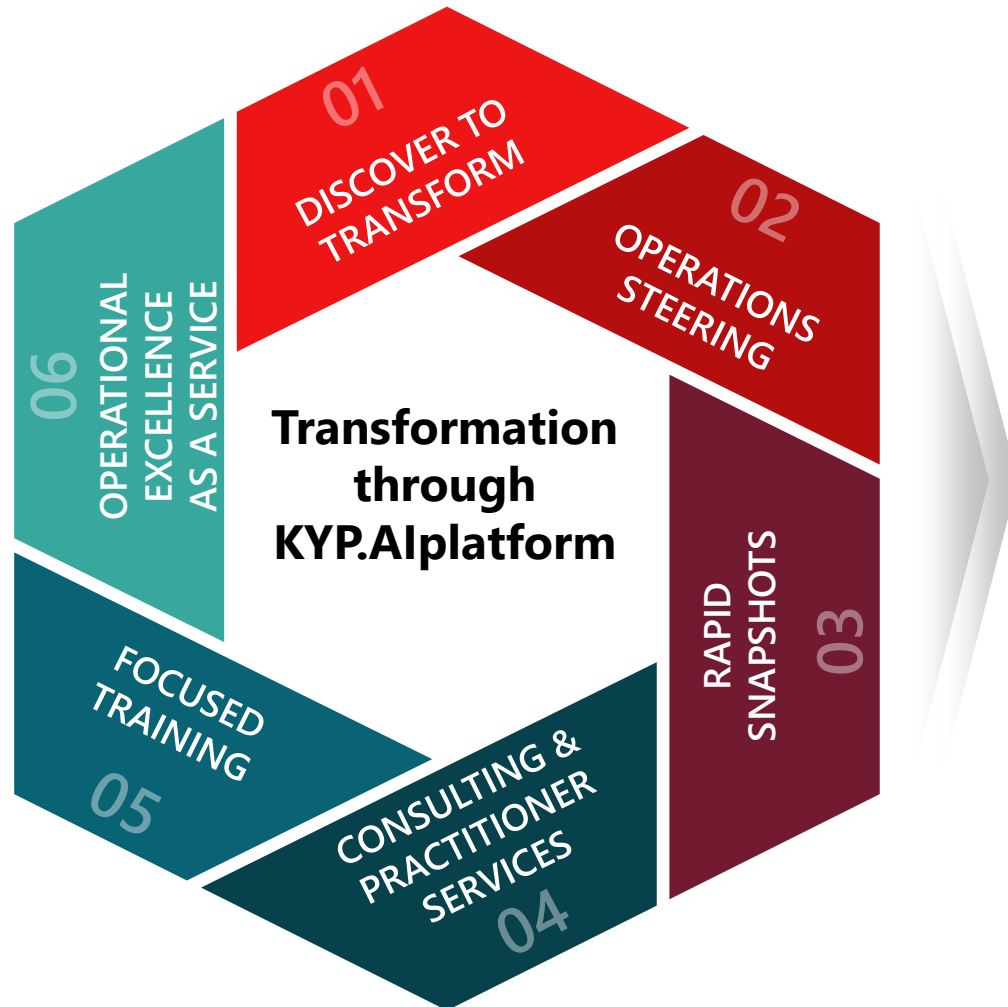 01
DISCOVER TO
TRANSFORM
02
OPERATIONS
STEERING
03
RAPID
SNAPSHOTS
04
CONSULTING &
PRACTITIONER
SERVICES
05
FOCUSED
TRAINING
06
OPERATIONAL
EXCELLENCE
AS A SERVICE
Transformation
through
KYP.AIplatform